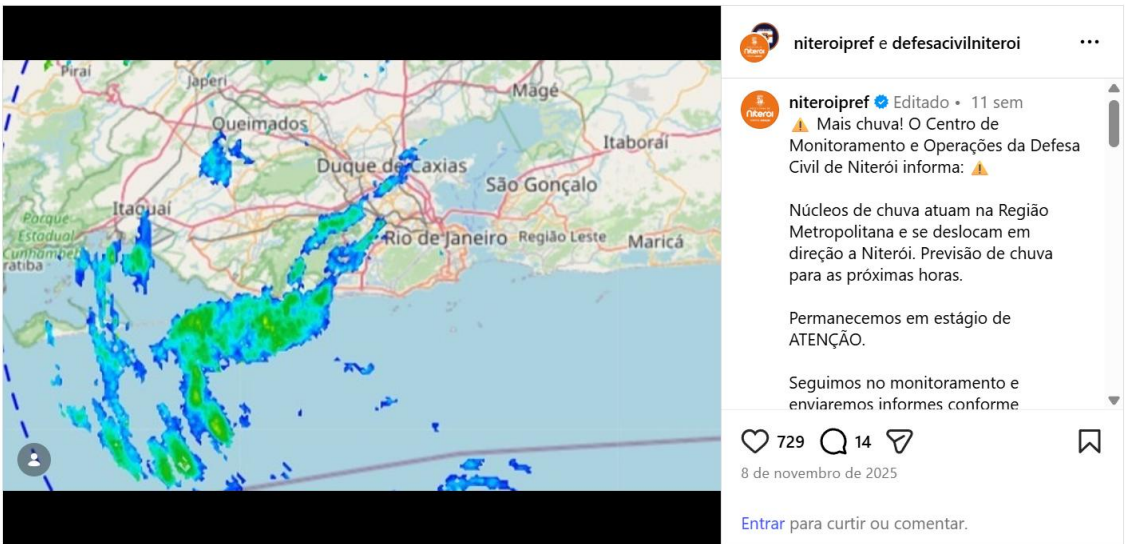 Piraí
Japeri
Magé
Queimados
Itaboraí
Duque de Caxias
São Gonçalo
Itaguaí
Parque
Estadual
Cunhambebe
ratiba
Rio de Janeiro
Região Leste
Maricá
niteroipref e defesacivilniteroi
niteroipref Editado • 11 sem
⚠️ Mais chuva! O Centro de
Monitoramento e Operações da Defesa
Civil de Niterói informa: ⚠️
Núcleos de chuva atuam na Região
Metropolitana e se deslocam em
direção a Niterói. Previsão de chuva
para as próximas horas.
Permanecemos em estágio de
ATENÇÃO.
Seguimos no monitoramento e
enviaremos informes conforme
729 14
8 de novembro de 2025
Entrar para curtir ou comentar.